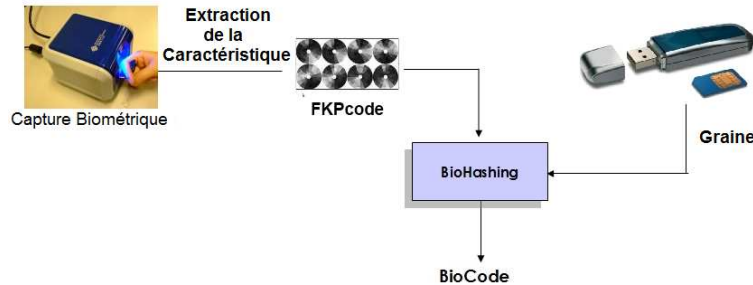 Extraction
de la
Caractéristique
Capture Biométrique
FKPcode
Graine
BioHashing
BioCode